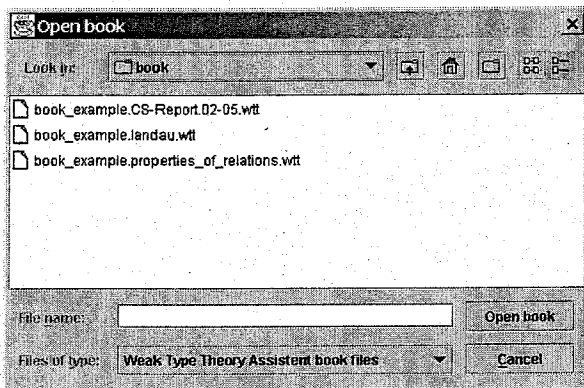 Open book
Look in: book
book_example.CS-Report.02-05.wtt
book_example.landau.wtt
book_example.properties_of_relations.wtt
File name: Open book
Files of type: Weak Type Theory Assistent book files Cancel